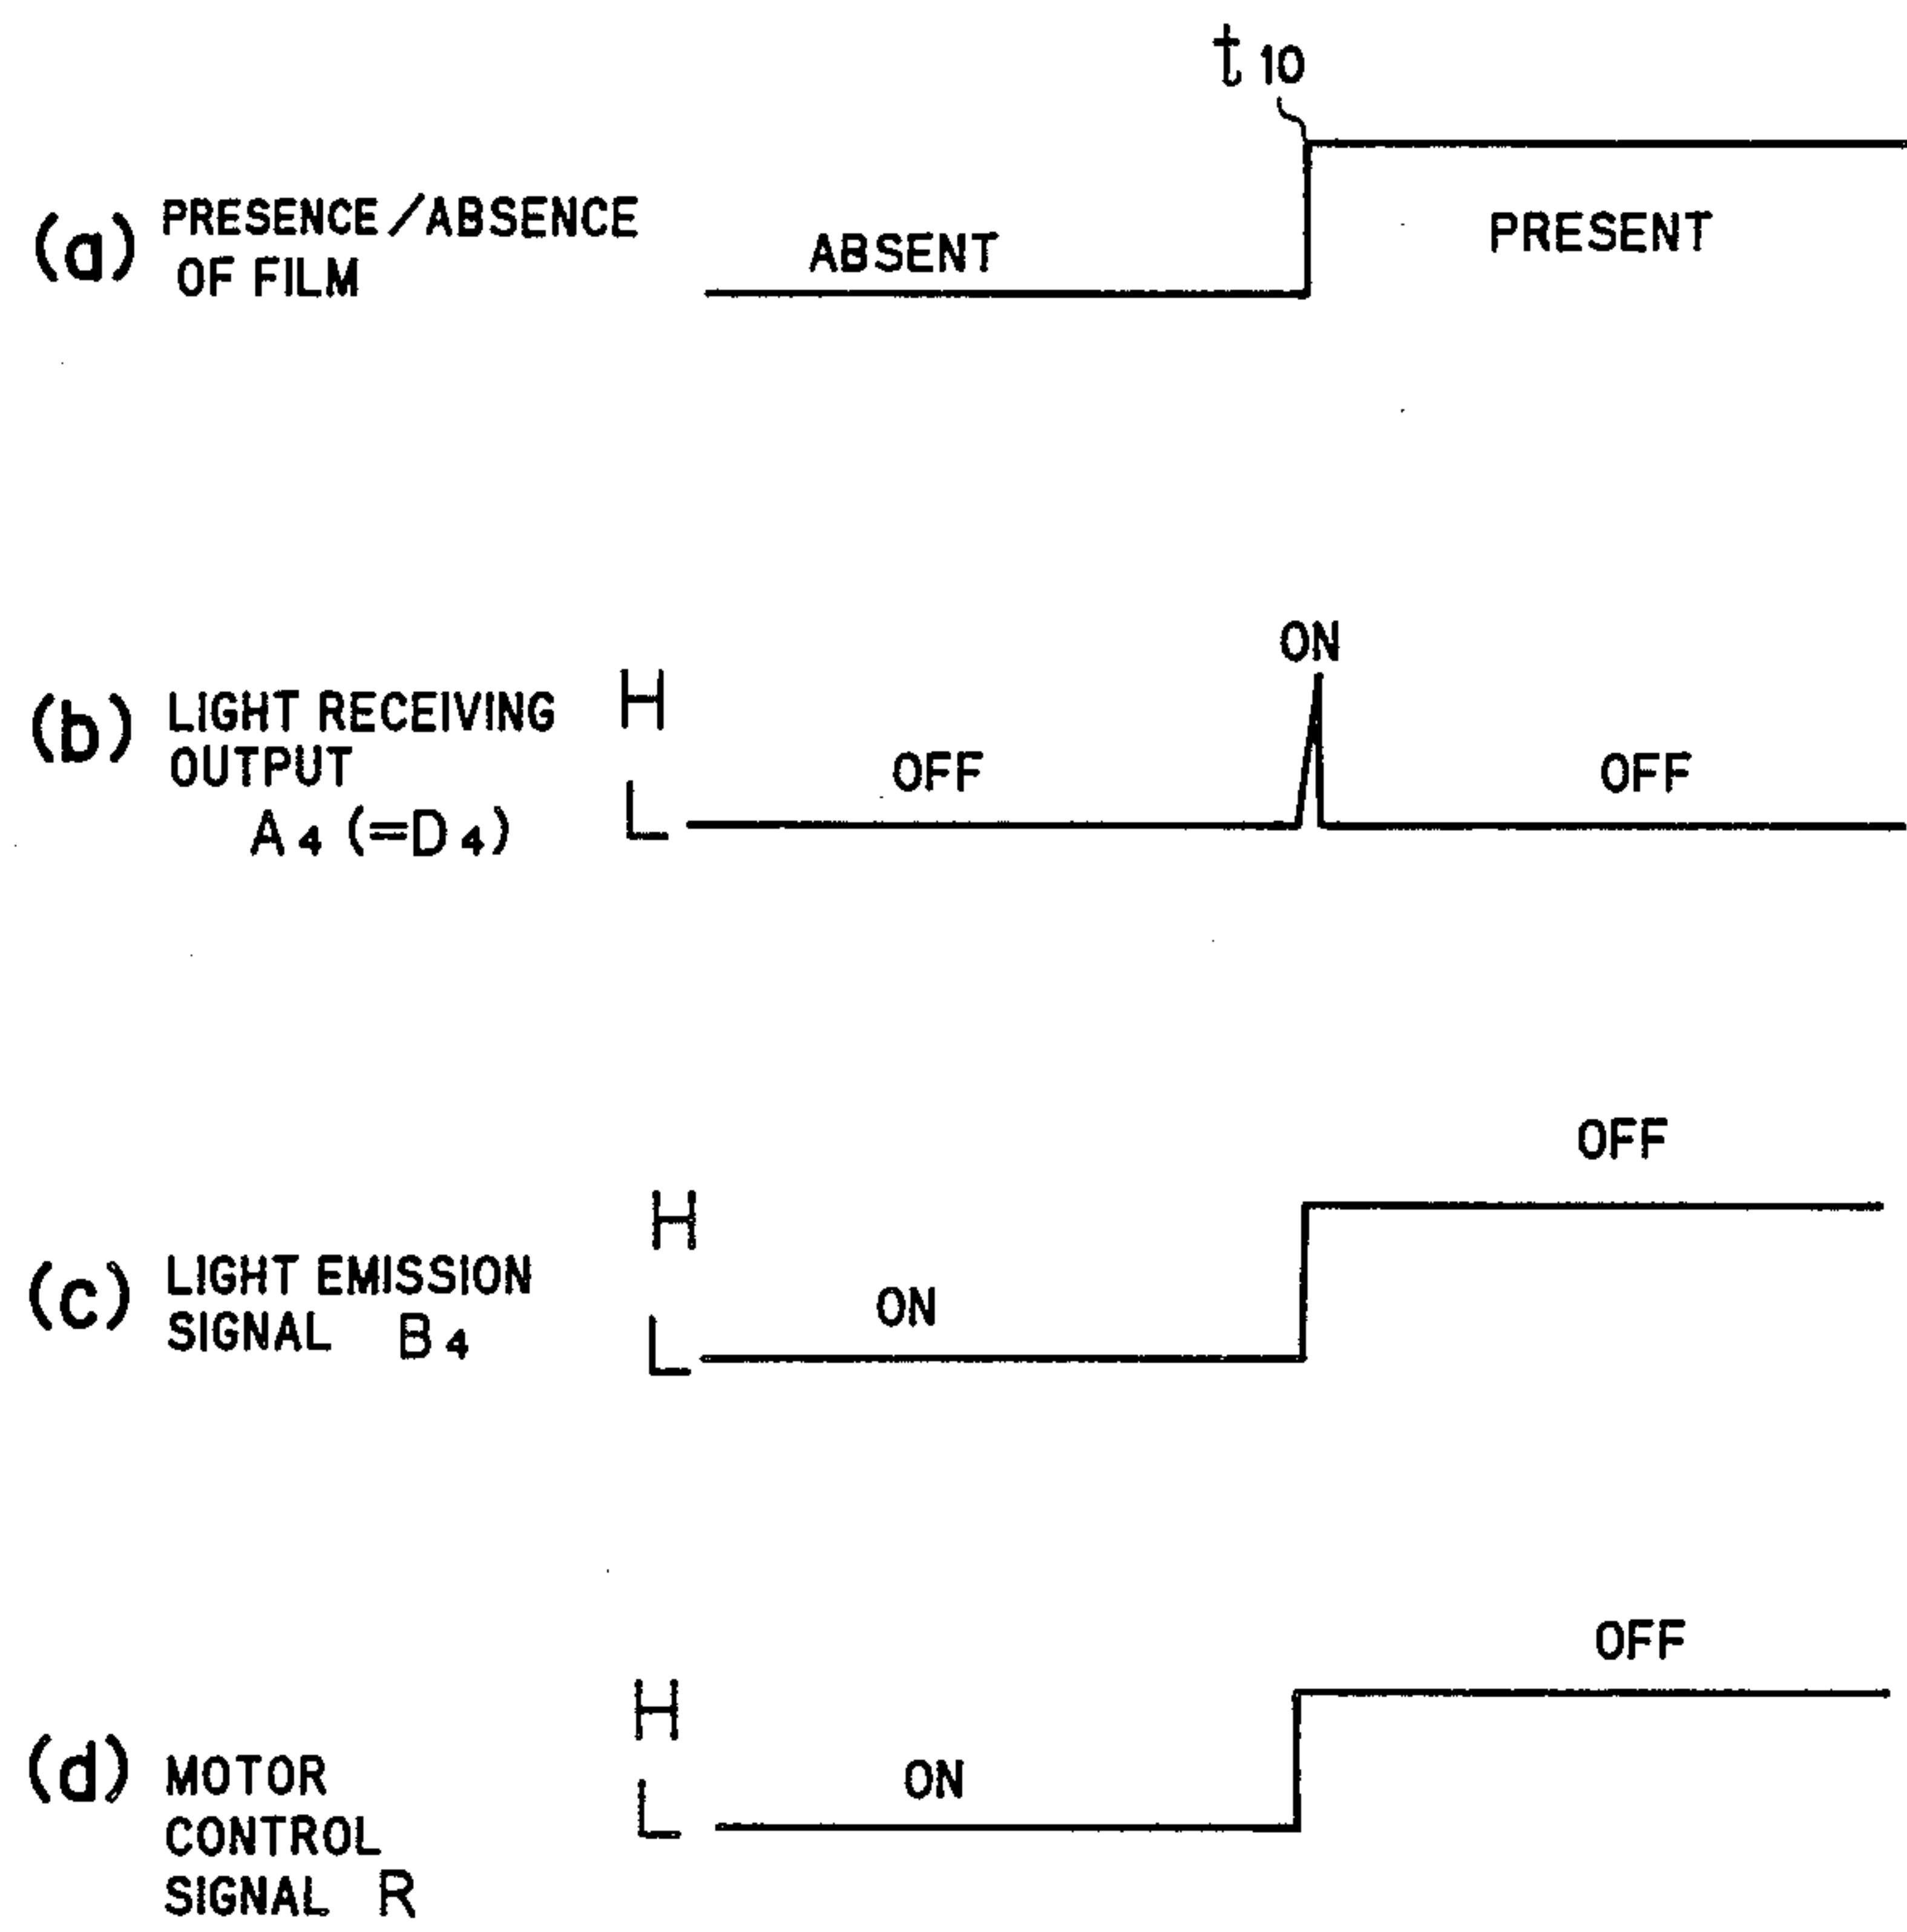 t10
(a) PRESENCE/ABSENCE
OF FILM
ABSENT
PRESENT
(b) LIGHT RECEIVING
OUTPUT
A4 (=D4)
H
L
OFF
ON
OFF
(c) LIGHT EMISSION
SIGNAL B4
H
L
ON
OFF
(d) MOTOR
CONTROL
SIGNAL R
H
L
ON
OFF